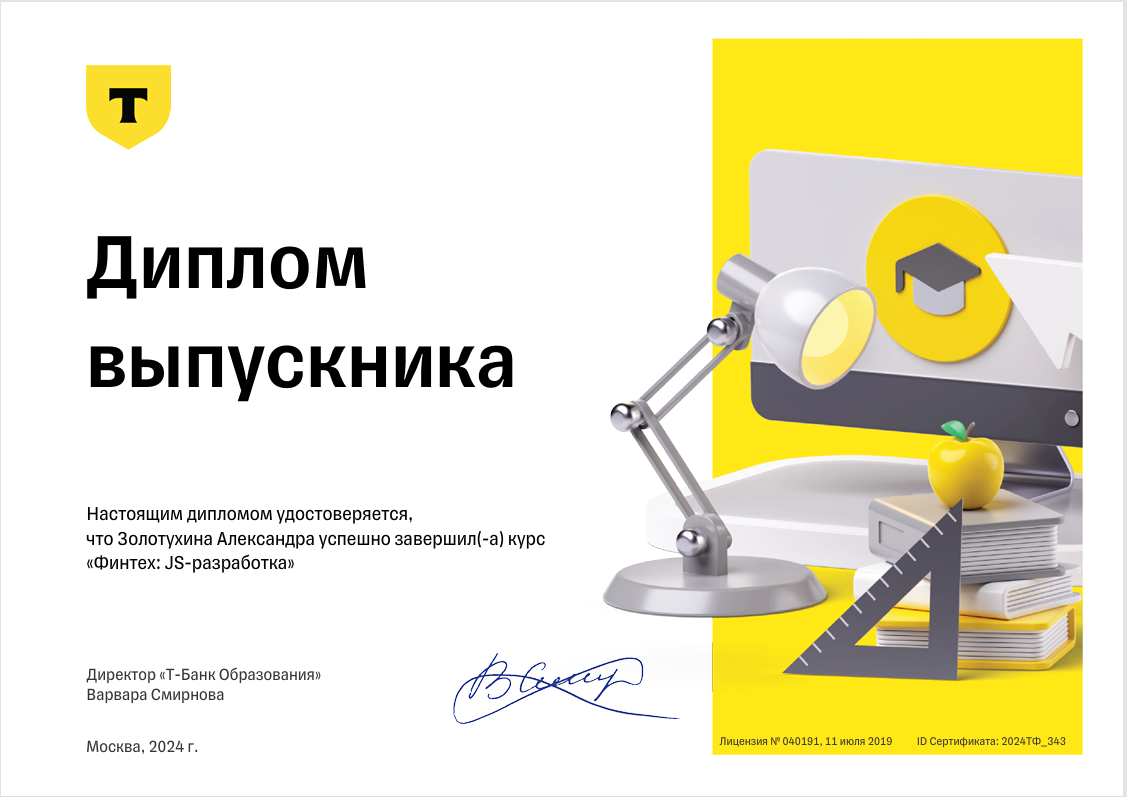 Т
Диплом
выпускника
Настоящим дипломом удостоверяется,
что Золотухина Александра успешно завершил(-а) курс
«Финтех: JS-разработка»
Директор «Т-Банк Образования»
Варвара Смирнова
Москва, 2024 г.
Лицензия № 040191, 11 июля 2019
ID Сертификата: 2024ТФ_343